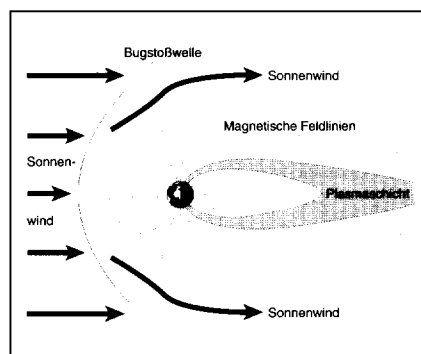 Bugstoßwelle
Sonnenwind
Magnetische Feldlinien
Sonnen-
Plasmaschicht
wind
Sonnenwind